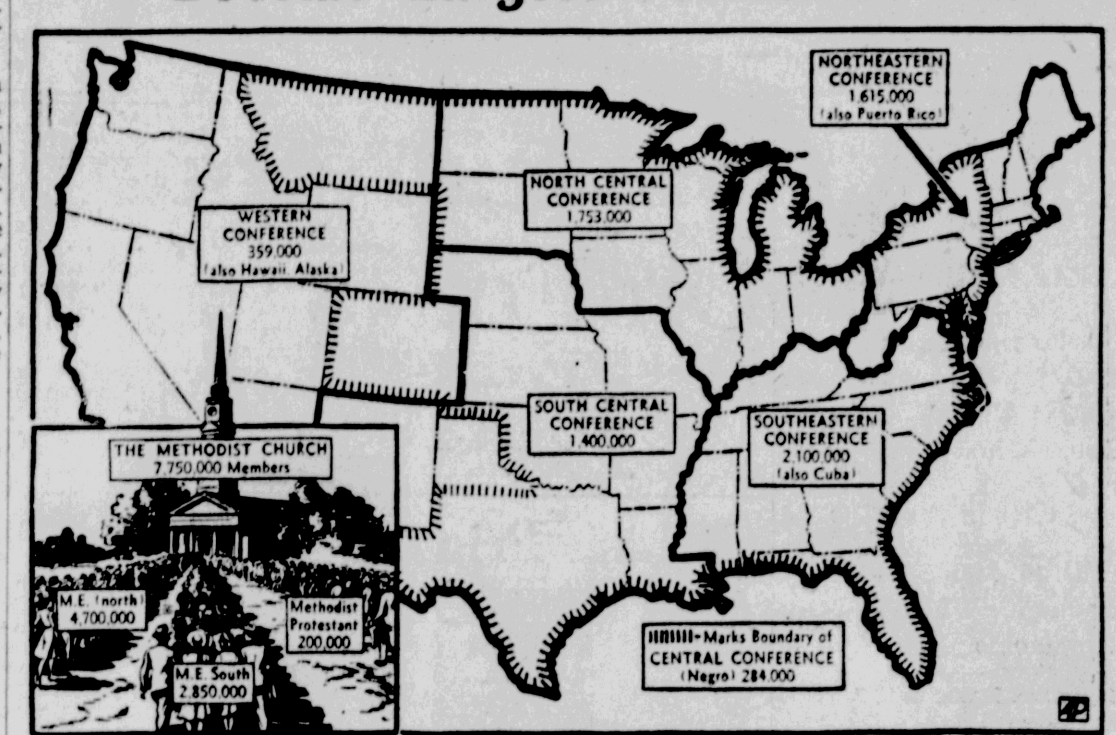 NORTHEASTERN
CONFERENCE
1,615,000
(also Puerto Rico)
NORTH CENTRAL
CONFERENCE
1,753,000
WESTERN
CONFERENCE
359,000
(also Hawaii, Alaska)
SOUTH CENTRAL
CONFERENCE
1,400,000
SOUTHEASTERN
CONFERENCE
2,100,000
(also Cuba)
THE METHODIST CHURCH
7,750,000 Members
M.E. (north)
4,700,000
Methodist
Protestant
200,000
M.E. South
2,850,000
-Marks Boundary of
CENTRAL CONFERENCE
(Negro) 284,000
AP